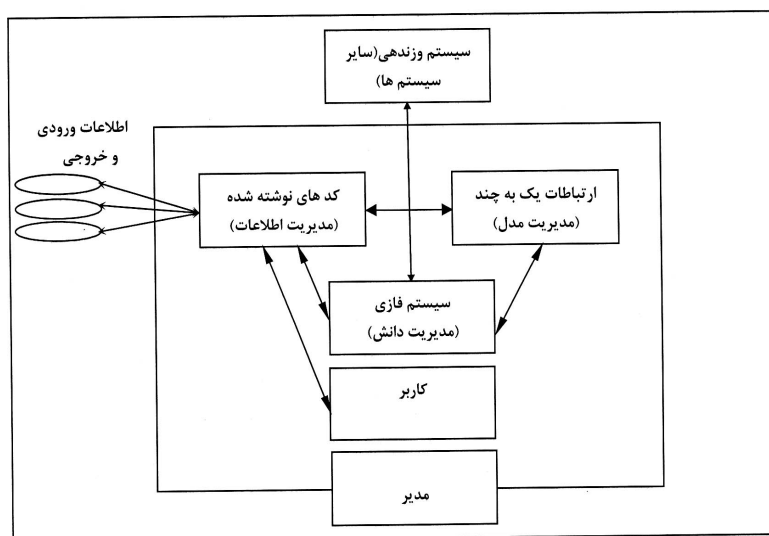 سیستم وزندهی(سایر
سیستم ها)
اطلاعات ورودی
و خروجی
کد های نوشته شده
(مدیریت اطلاعات)
ارتباطات یک به چند
(مدیریت مدل)
سیستم فازی
(مدیریت دانش)
کاربر
مدیر